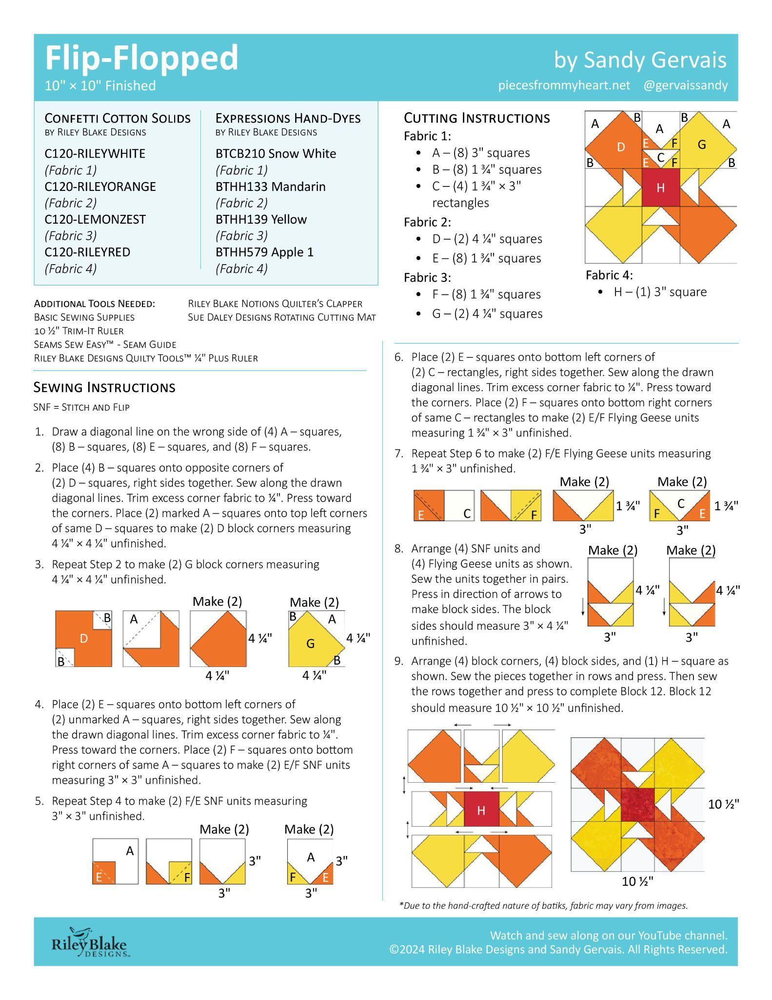 Flip-Flopped
10" × 10" Finished
by Sandy Gervais
piecesfrommyheart.net @gervaissandy
Confetti Cotton Solids
by Riley Blake Designs
C120-RILEYWHITE
(Fabric 1)
C120-RILEYORANGE
(Fabric 2)
C120-LEMONZEST
(Fabric 3)
C120-RILEYRED
(Fabric 4)
Expressions Hand-Dyes
by Riley Blake Designs
BTCB210 Snow White
(Fabric 1)
BTHH133 Mandarin
(Fabric 2)
BTHH139 Yellow
(Fabric 3)
BTHH579 Apple 1
(Fabric 4)
Additional Tools Needed:
Basic Sewing Supplies
10 ½" Trim-It Ruler
Seams Sew Easy™ - Seam Guide
Riley Blake Designs Quilty Tools™ ¼" Plus Ruler
Riley Blake Notions Quilter's Clapper
Sue Daley Designs Rotating Cutting Mat
Cutting Instructions
Fabric 1:
• A – (8) 3" squares
• B – (8) 1 ¾" squares
• C – (4) 1 ¾" × 3"
rectangles
Fabric 2:
• D – (2) 4 ¼" squares
• E – (8) 1 ¾" squares
Fabric 3:
• F – (8) 1 ¾" squares
• G – (2) 4 ¼" squares
A B A B A
D E F G
B E C F B
H
Fabric 4:
• H – (1) 3" square
Sewing Instructions
SNF = Stitch and Flip
1. Draw a diagonal line on the wrong side of (4) A – squares,
(8) B – squares, (8) E – squares, and (8) F – squares.
2. Place (4) B – squares onto opposite corners of
(2) D – squares, right sides together. Sew along the drawn
diagonal lines. Trim excess corner fabric to ¼". Press toward
the corners. Place (2) marked A – squares onto top left corners
of same D – squares to make (2) D block corners measuring
4 ¼" × 4 ¼" unfinished.
3. Repeat Step 2 to make (2) G block corners measuring
4 ¼" × 4 ¼" unfinished.
Make (2) Make (2)
B A B A
D 4 ¼" G 4 ¼"
B B
4 ¼" 4 ¼"
4. Place (2) E – squares onto bottom left corners of
(2) unmarked A – squares, right sides together. Sew along
the drawn diagonal lines. Trim excess corner fabric to ¼".
Press toward the corners. Place (2) F – squares onto bottom
right corners of same A – squares to make (2) E/F SNF units
measuring 3" × 3" unfinished.
5. Repeat Step 4 to make (2) F/E SNF units measuring
3" × 3" unfinished.
Make (2) Make (2)
A 3" A 3"
E F F E
3" 3"
6. Place (2) E – squares onto bottom left corners of
(2) C – rectangles, right sides together. Sew along the drawn
diagonal lines. Trim excess corner fabric to ¼". Press toward
the corners. Place (2) F – squares onto bottom right corners
of same C – rectangles to make (2) E/F Flying Geese units
measuring 1 ¾" × 3" unfinished.
7. Repeat Step 6 to make (2) F/E Flying Geese units measuring
1 ¾" × 3" unfinished.
Make (2) Make (2)
E C F 1 ¾" F C E 1 ¾"
3" 3"
8. Arrange (4) SNF units and
(4) Flying Geese units as shown.
Sew the units together in pairs.
Press in direction of arrows to
make block sides. The block
sides should measure 3" × 4 ¼"
unfinished.
Make (2) Make (2)
4 ¼" 4 ¼"
3" 3"
9. Arrange (4) block corners, (4) block sides, and (1) H – square as
shown. Sew the pieces together in rows and press. Then sew
the rows together and press to complete Block 12. Block 12
should measure 10 ½" × 10 ½" unfinished.
H
10 ½"
10 ½"
*Due to the hand-crafted nature of batiks, fabric may vary from images.
Riley Blake
DESIGNS™
Watch and sew along on our YouTube channel.
©2024 Riley Blake Designs and Sandy Gervais. All Rights Reserved.